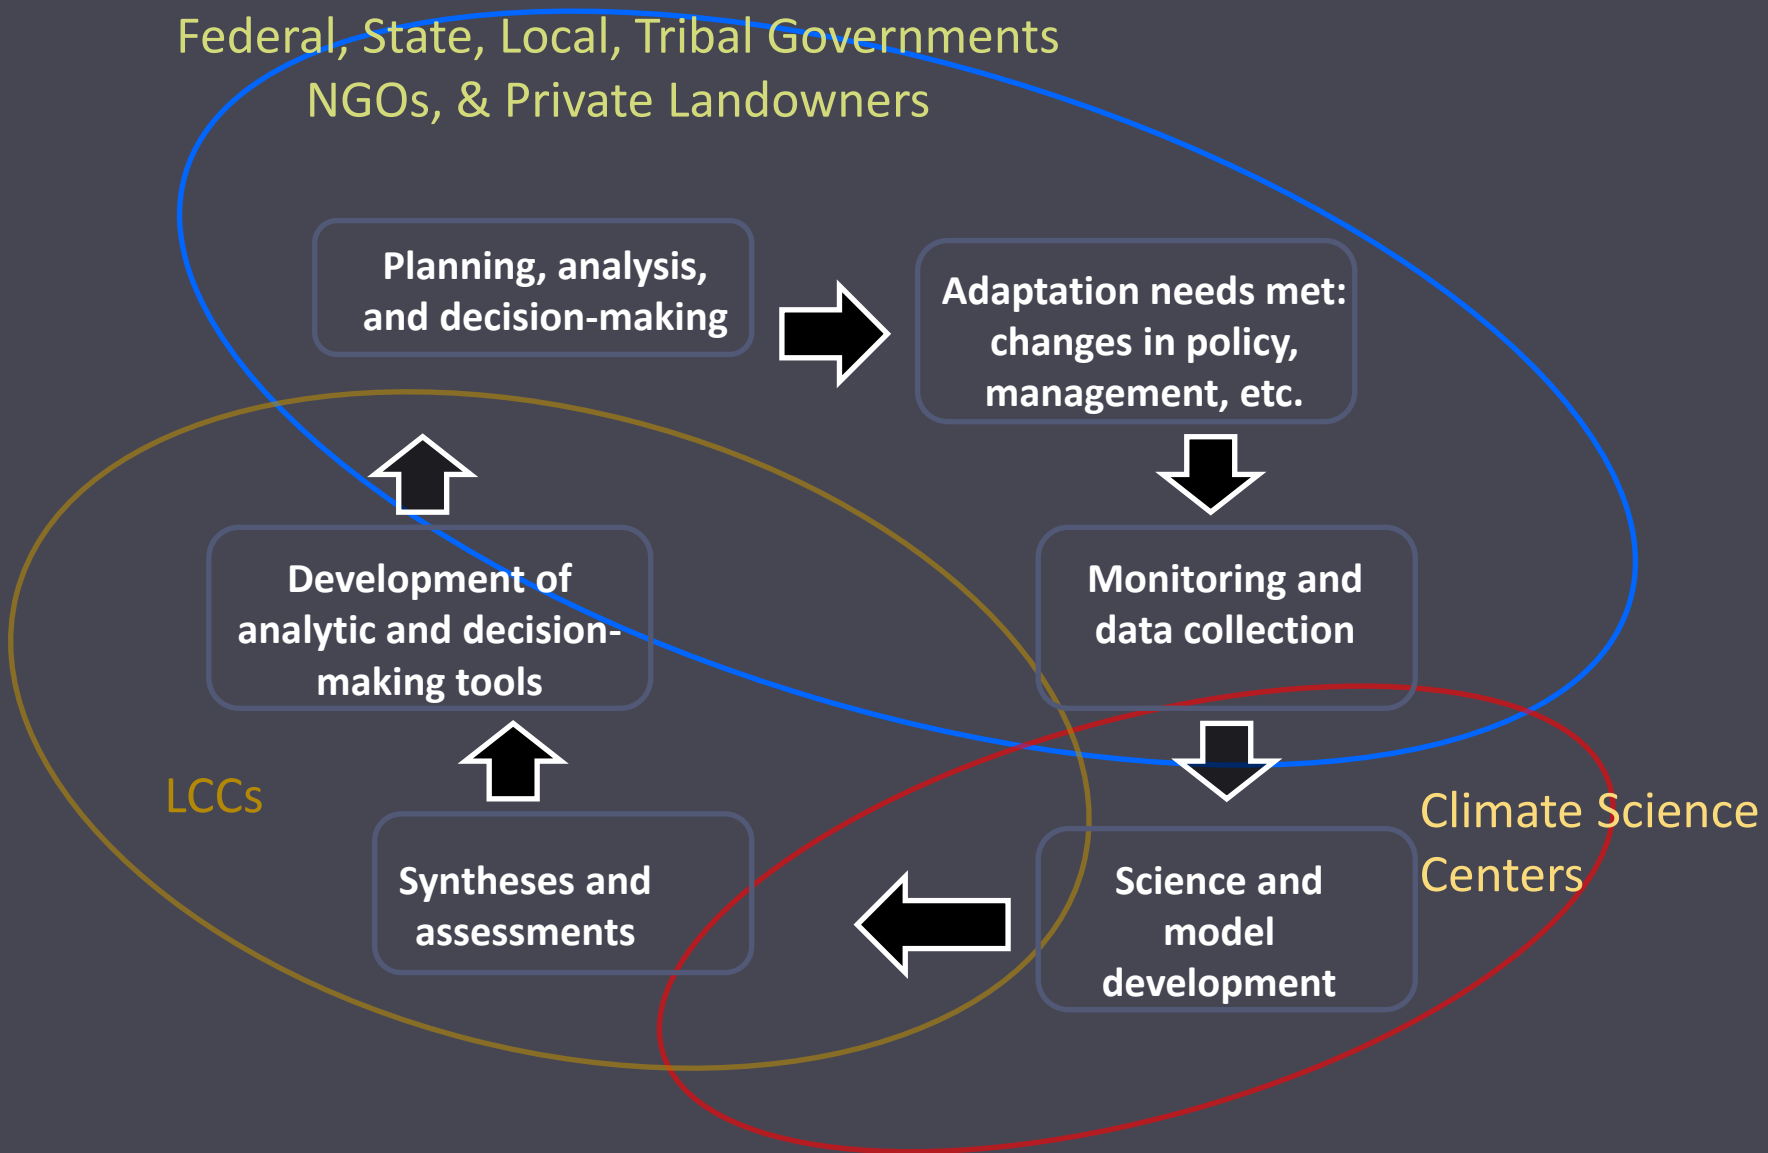 Federal, State, Local, Tribal Governments
NGOs, & Private Landowners
Planning, analysis,
and decision-making
Adaptation needs met:
changes in policy,
management, etc.
Development of
analytic and decision-
making tools
Monitoring and
data collection
LCCs
Climate Science
Centers
Syntheses and
assessments
Science and
model
development